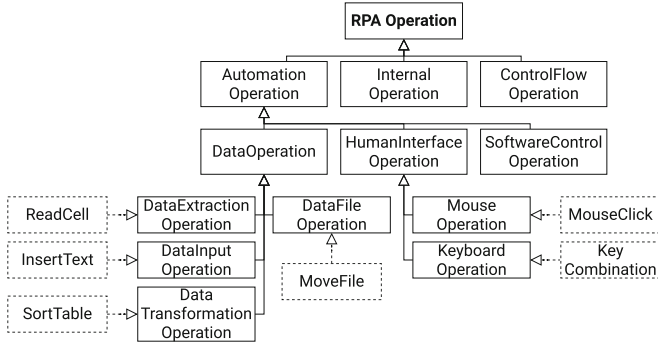 RPA Operation
Automation
Operation
Internal
Operation
ControlFlow
Operation
DataOperation
HumanInterface
Operation
SoftwareControl
Operation
ReadCell
DataExtraction
Operation
DataFile
Operation
Mouse
Operation
MouseClick
InsertText
DataInput
Operation
MoveFile
Keyboard
Operation
Key
Combination
SortTable
Data
Transformation
Operation